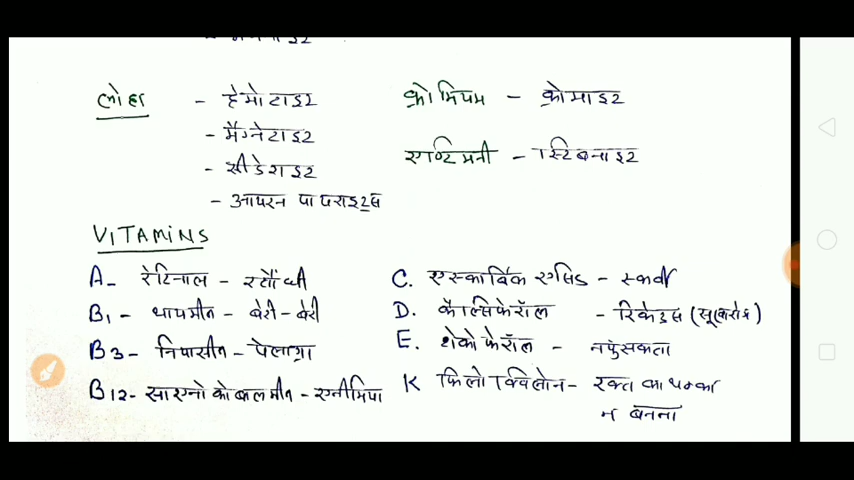 लोहा - हेमोटाइट
- मैग्नेटाइट
- सीडेराइट
- आयरन पायराइट्स
क्रोमियम - क्रोमाइट
एण्टिमनी - स्टिबनाइट
VITAMINS
A- रेटिनाल - रतौंधी
B1 - थायमीन - बेरी-बेरी
B3 - नियासीन - पेलाग्रा
B12 - साएनोकोबालमीन - एनीमिया
C. एस्कार्बिक एसिड - स्कर्वी
D. कैल्सिफेरॉल - रिकेट्स (सूखारोग)
E. टोकोफेरॉल - नपुंसकता
K फिलोक्विनोन - रक्त का थक्का
न बनना